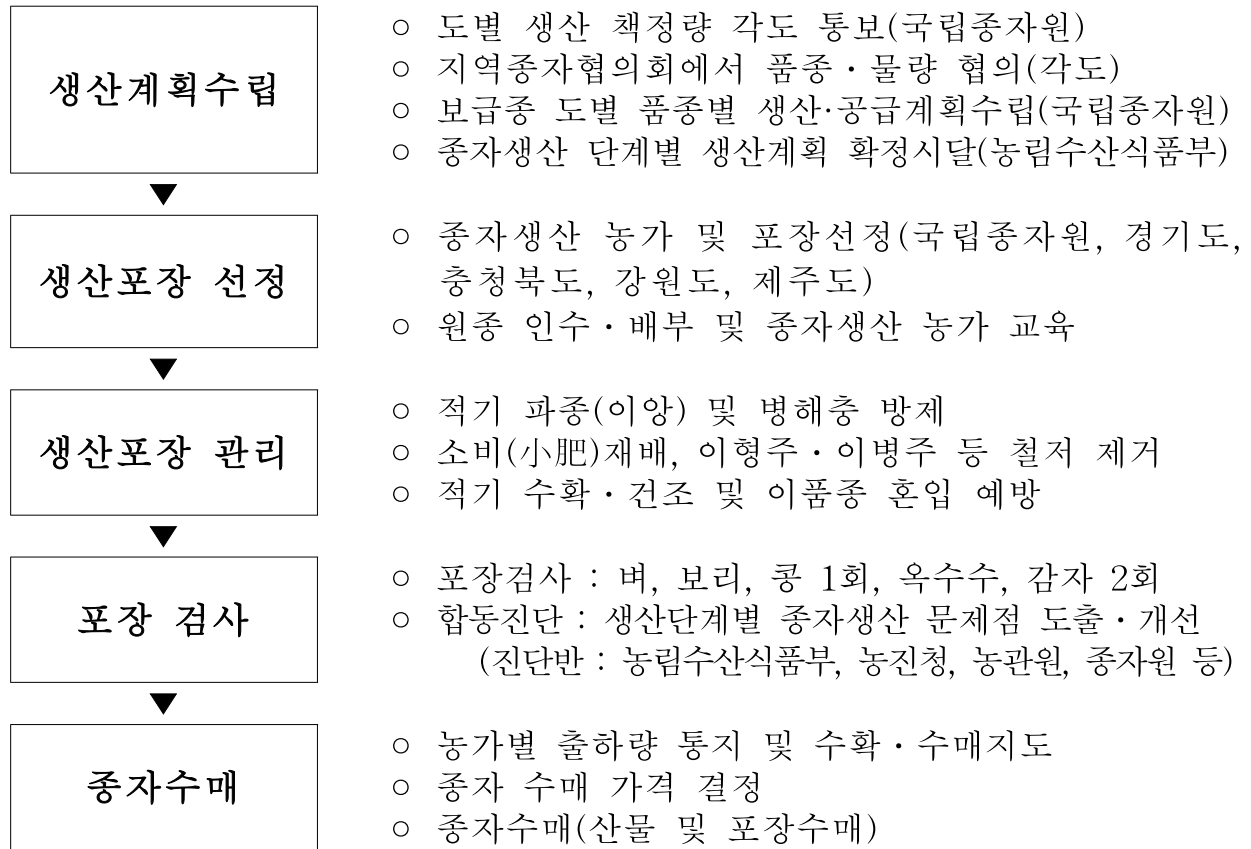 생산계획수립
○ 도별 생산 책정량 각도 통보(국립종자원)
○ 지역종자협의회에서 품종・물량 협의(각도)
○ 보급종 도별 품종별 생산·공급계획수립(국립종자원)
○ 종자생산 단계별 생산계획 확정시달(농림수산식품부)
▼
생산포장 선정
○ 종자생산 농가 및 포장선정(국립종자원, 경기도,
충청북도, 강원도, 제주도)
○ 원종 인수・배부 및 종자생산 농가 교육
▼
생산포장 관리
○ 적기 파종(이앙) 및 병해충 방제
○ 소비(小肥)재배, 이형주・이병주 등 철저 제거
○ 적기 수확・건조 및 이품종 혼입 예방
▼
포장 검사
○ 포장검사 : 벼, 보리, 콩 1회, 옥수수, 감자 2회
○ 합동진단 : 생산단계별 종자생산 문제점 도출・개선
(진단반 : 농림수산식품부, 농진청, 농관원, 종자원 등)
▼
종자수매
○ 농가별 출하량 통지 및 수확・수매지도
○ 종자 수매 가격 결정
○ 종자수매(산물 및 포장수매)